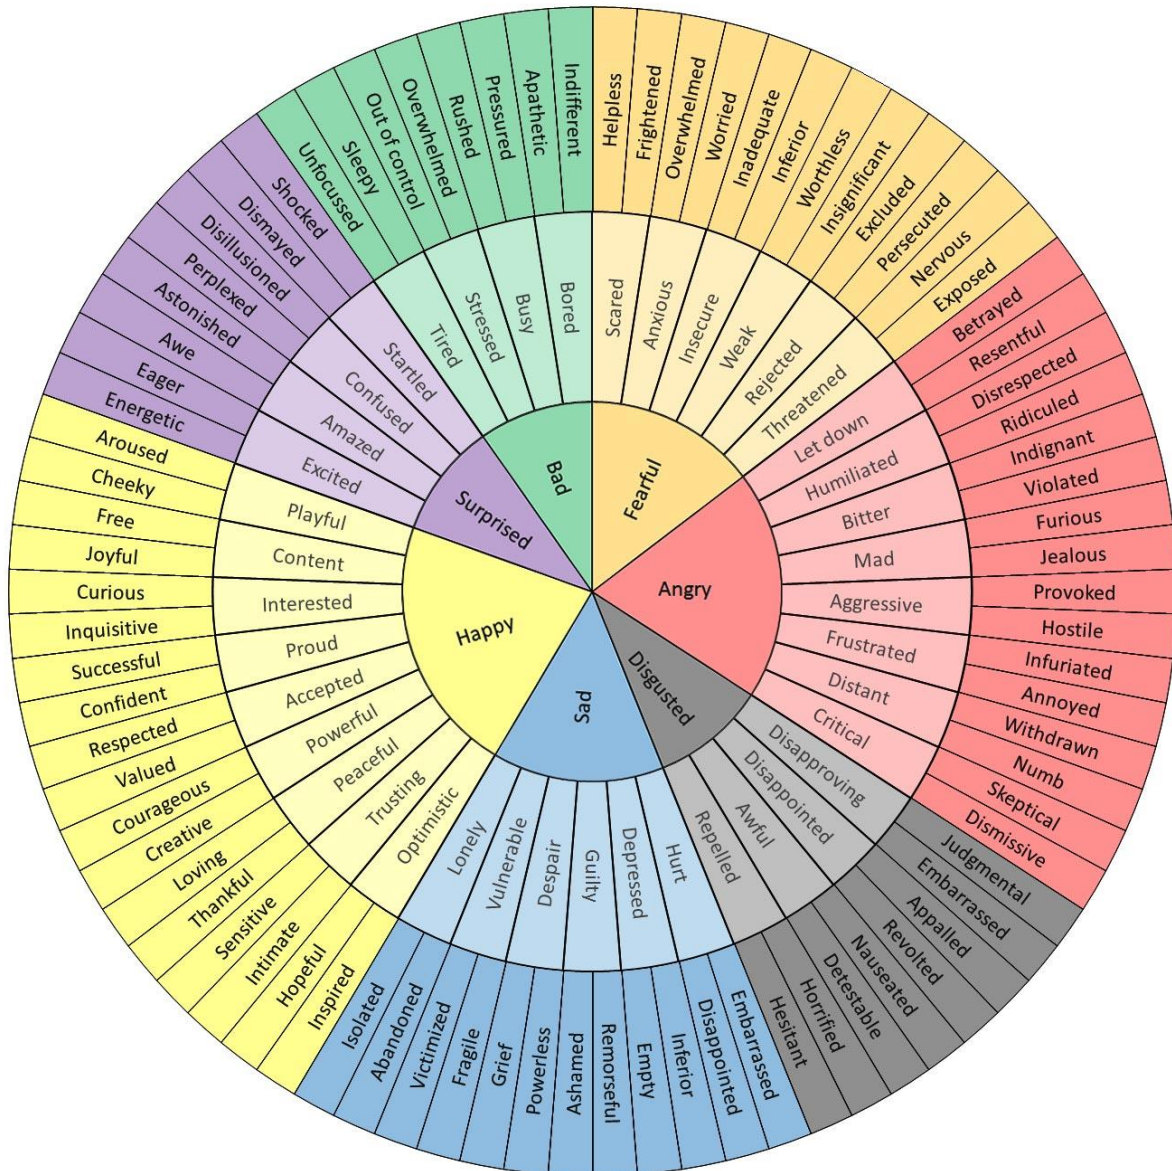 Fearful
Angry
Disgusted
Sad
Happy
Surprised
Bad
Scared
Anxious
Insecure
Weak
Rejected
Threatened
Let down
Humiliated
Bitter
Mad
Aggressive
Frustrated
Distant
Critical
Disapproving
Disappointed
Awful
Repelled
Hurt
Depressed
Guilty
Despair
Vulnerable
Lonely
Optimistic
Trusting
Peaceful
Powerful
Accepted
Proud
Interested
Content
Playful
Excited
Amazed
Confused
Startled
Tired
Stressed
Busy
Bored
Helpless
Frightened
Overwhelmed
Worried
Inadequate
Inferior
Worthless
Insignificant
Excluded
Persecuted
Nervous
Exposed
Betrayed
Resentful
Disrespected
Ridiculed
Indignant
Violated
Furious
Jealous
Provoked
Hostile
Infuriated
Annoyed
Withdrawn
Numb
Skeptical
Dismissive
Judgmental
Embarrassed
Appalled
Revolted
Nauseated
Detestable
Horrified
Hesitant
Embarrassed
Disappointed
Inferior
Empty
Remorseful
Ashamed
Powerless
Grief
Fragile
Victimized
Abandoned
Isolated
Inspired
Hopeful
Intimate
Sensitive
Thankful
Loving
Creative
Courageous
Valued
Respected
Confident
Successful
Inquisitive
Curious
Joyful
Free
Cheeky
Aroused
Energetic
Eager
Awe
Astonished
Perplexed
Disillusioned
Dismayed
Shocked
Unfocussed
Sleepy
Out of control
Overwhelmed
Rushed
Pressured
Apathetic
Indifferent